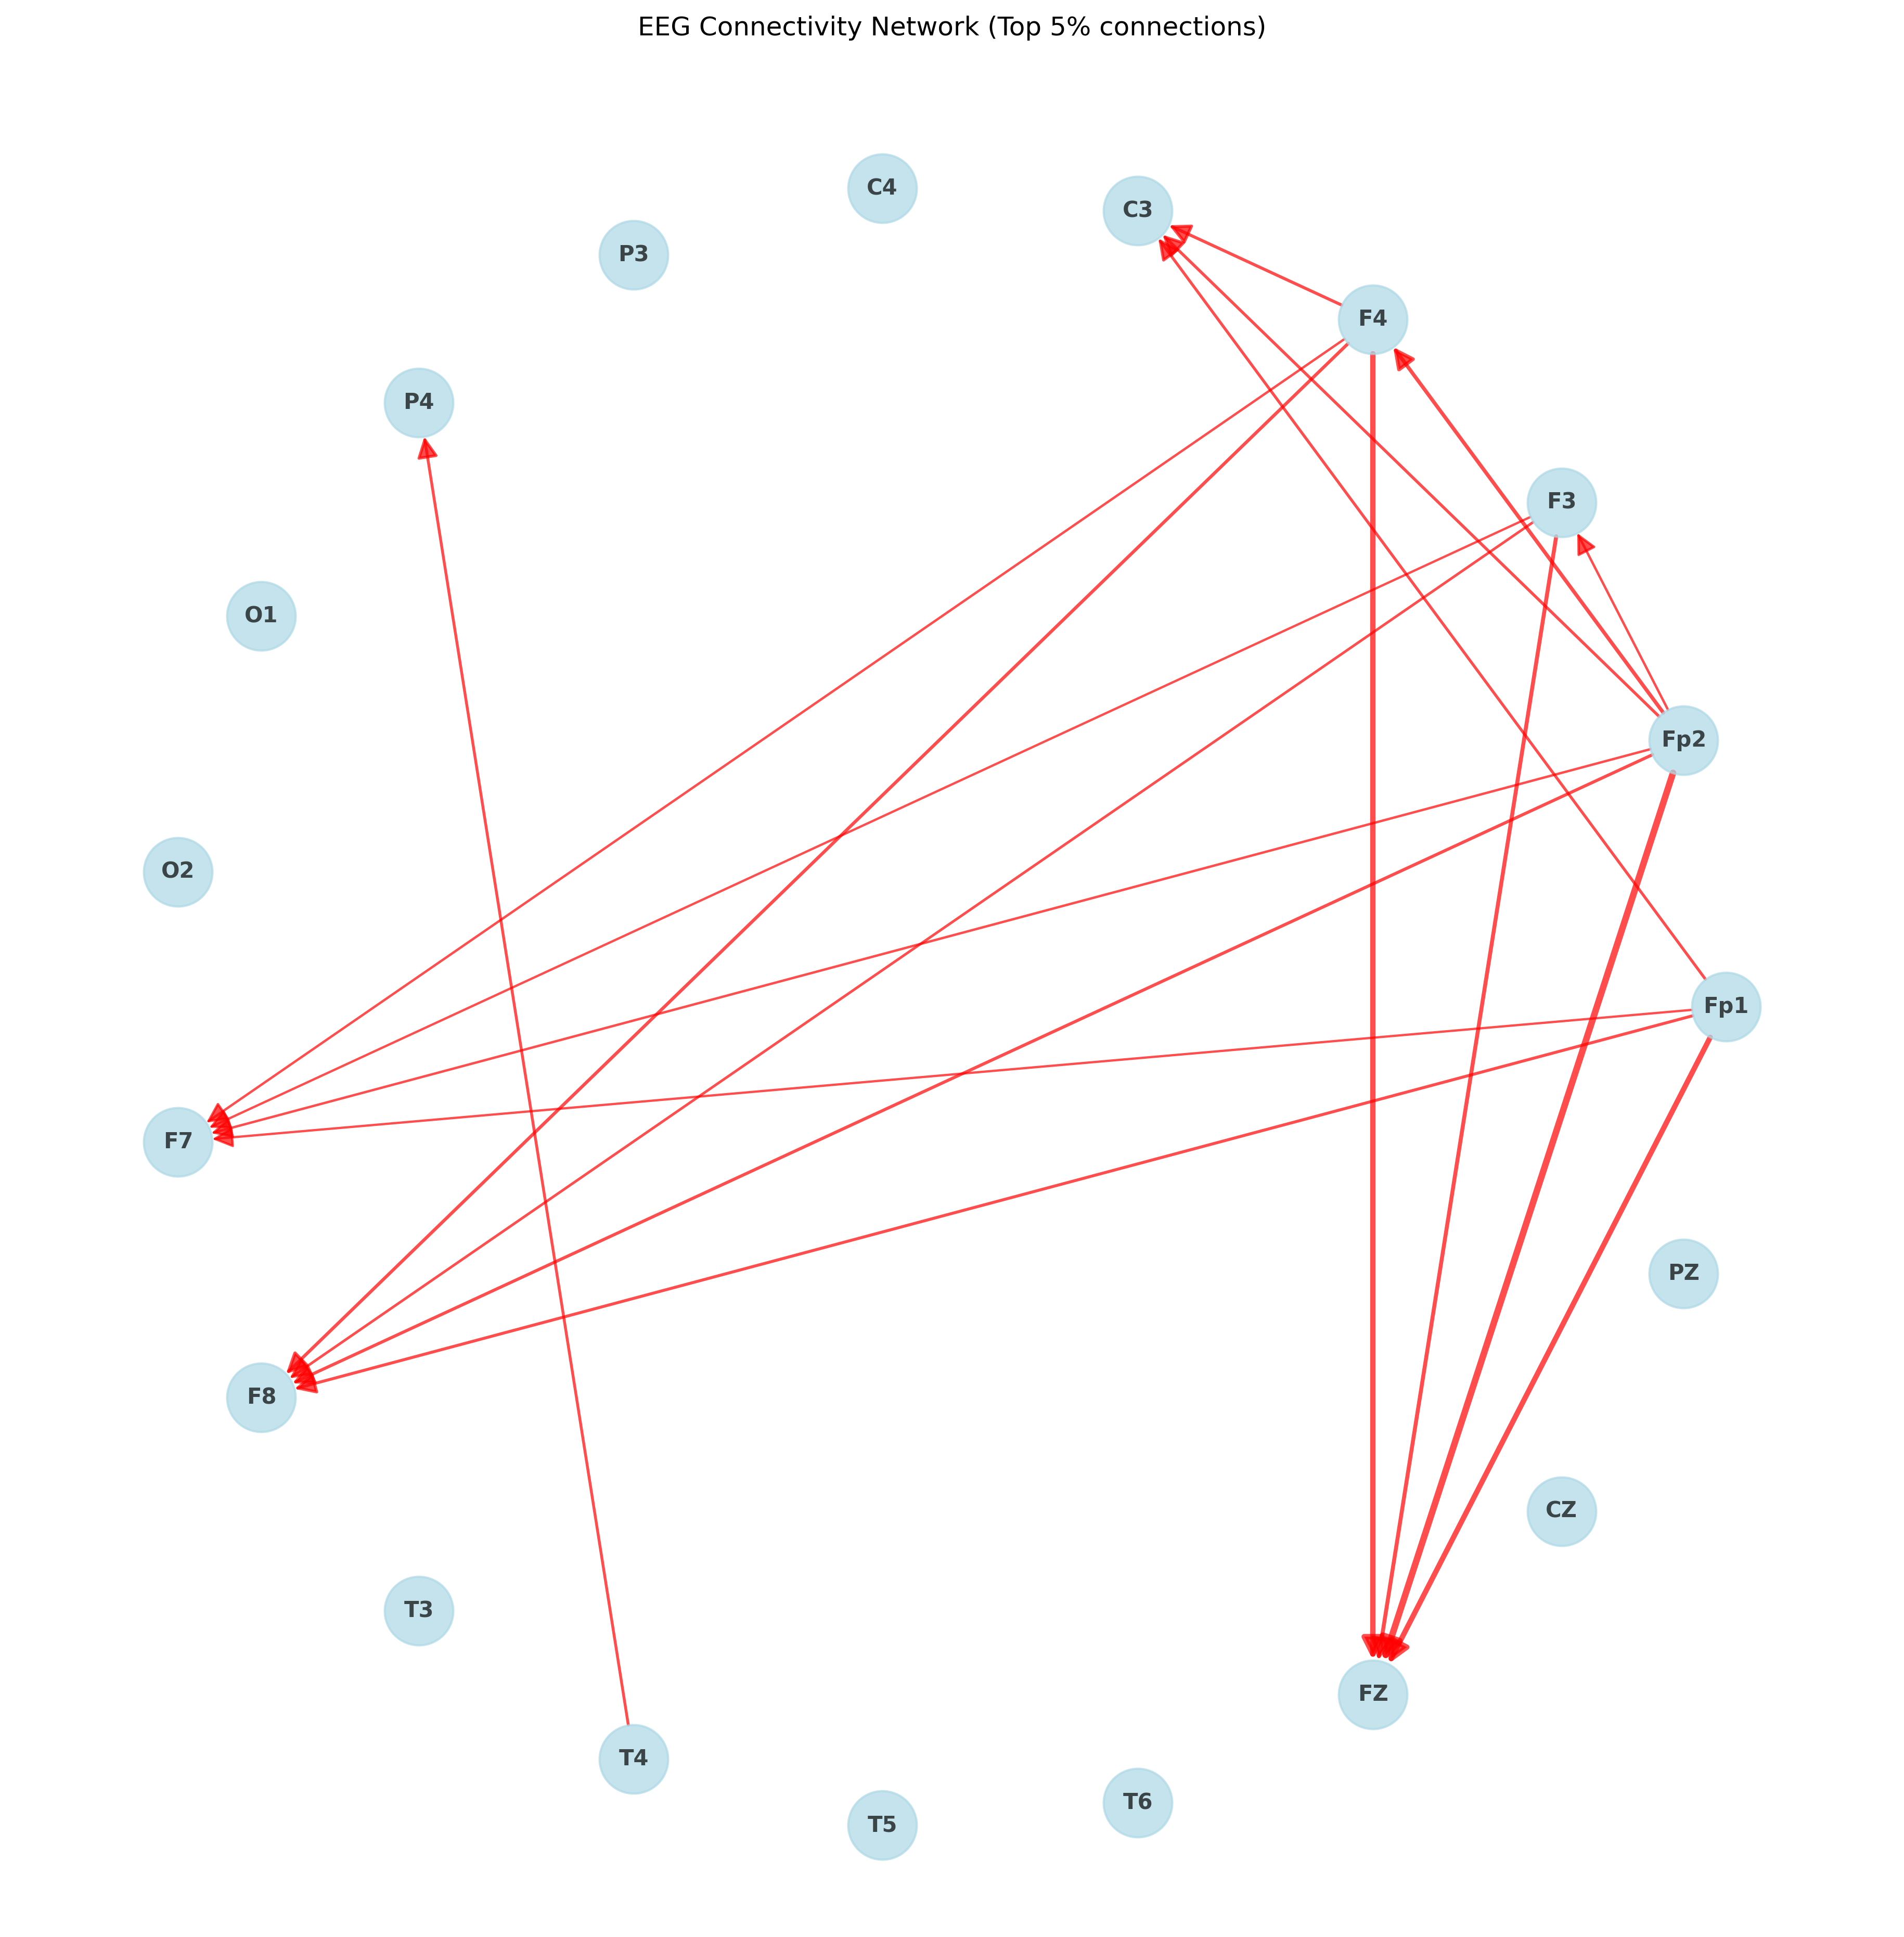 EEG Connectivity Network (Top 5% connections)
C4
C3
P3
F4
P4
F3
O1
Fp2
O2
Fp1
F7
PZ
F8
CZ
T3
FZ
T4
T6
T5